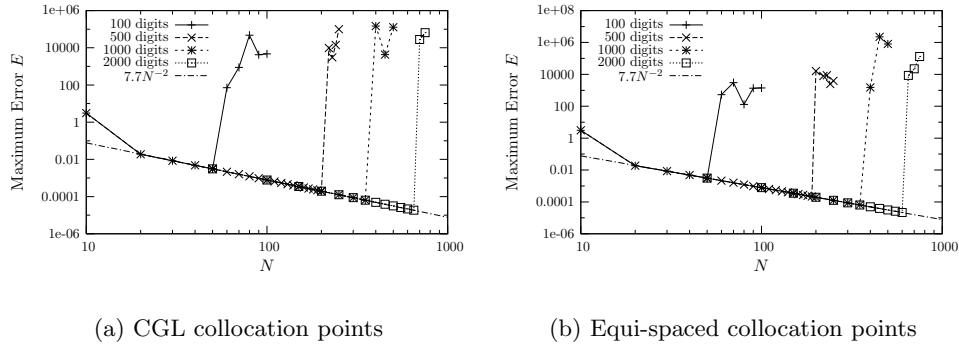 1e+06
10000
100
1
0.01
0.0001
1e-06
Maximum Error E
100 digits
500 digits
1000 digits
2000 digits
7.7N⁻²
10 100 1000
N
(a) CGL collocation points
1e+08
1e+06
10000
100
1
0.01
0.0001
1e-06
Maximum Error E
100 digits
500 digits
1000 digits
2000 digits
7.7N⁻²
10 100 1000
N
(b) Equi-spaced collocation points